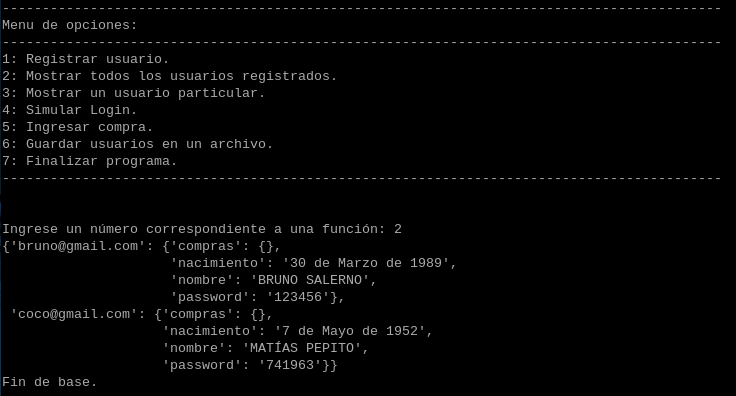 ------------------------------------------------------------------------------------------
Menu de opciones:
------------------------------------------------------------------------------------------
1: Registrar usuario.
2: Mostrar todos los usuarios registrados.
3: Mostrar un usuario particular.
4: Simular Login.
5: Ingresar compra.
6: Guardar usuarios en un archivo.
7: Finalizar programa.
------------------------------------------------------------------------------------------
Ingrese un número correspondiente a una función: 2
{'bruno@gmail.com': {'compras': {},
                     'nacimiento': '30 de Marzo de 1989',
                     'nombre': 'BRUNO SALERNO',
                     'password': '123456'},
 'coco@gmail.com': {'compras': {},
                    'nacimiento': '7 de Mayo de 1952',
                    'nombre': 'MATÍAS PEPITO',
                    'password': '741963'}}
Fin de base.